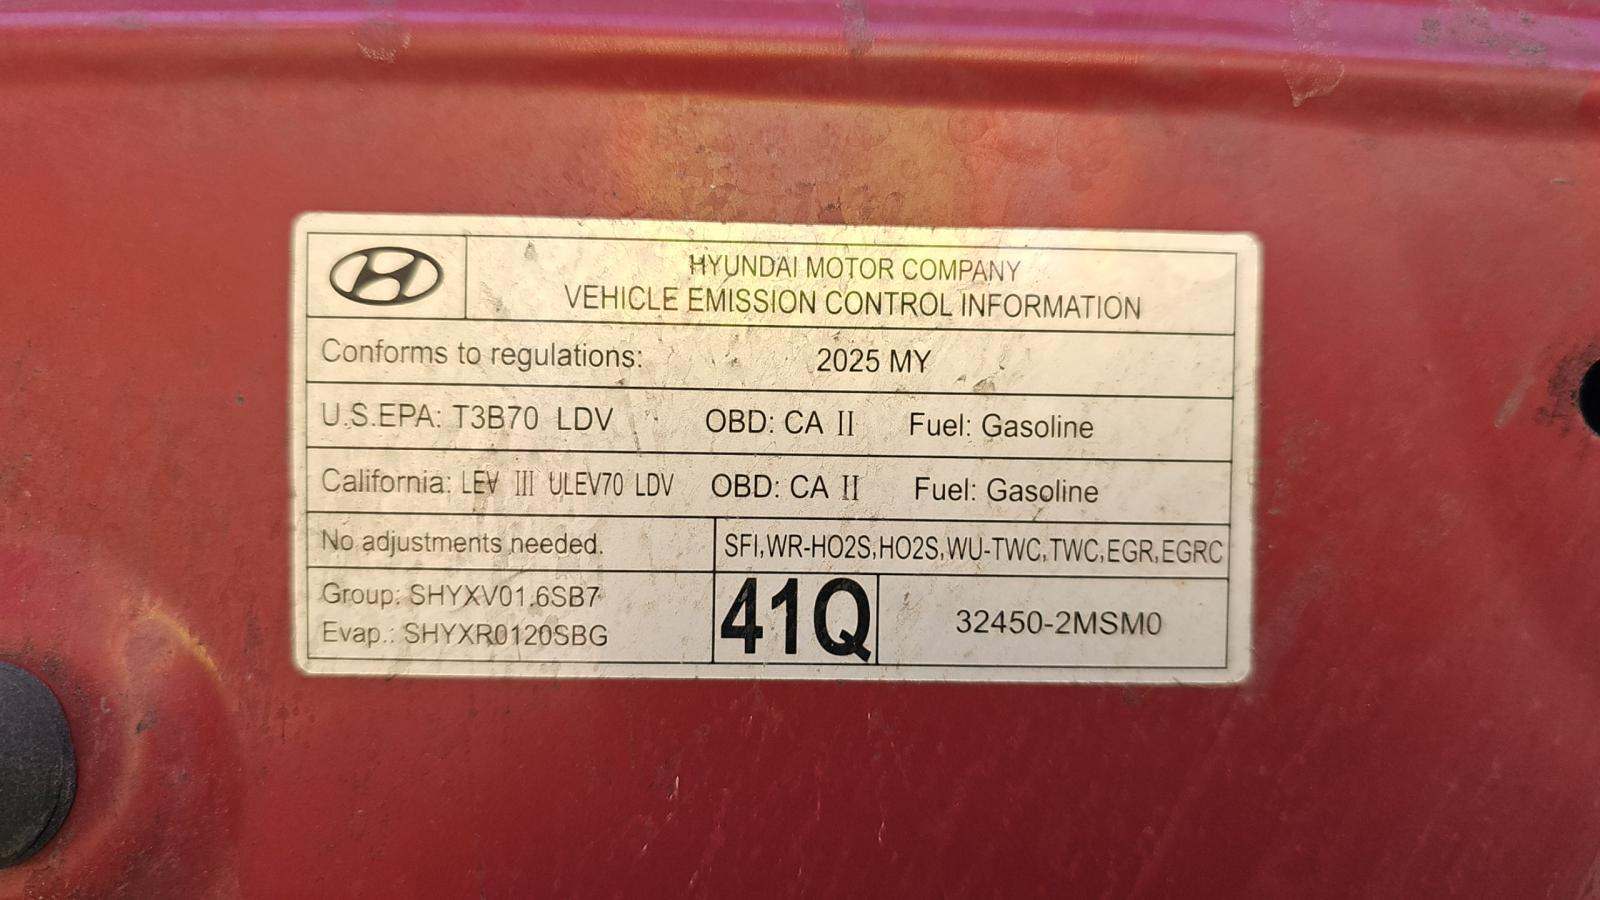 HYUNDAI MOTOR COMPANY
VEHICLE EMISSION CONTROL INFORMATION
Conforms to regulations: 2025 MY
U.S.EPA: T3B70 LDV OBD: CA II Fuel: Gasoline
California: LEV III ULEV70 LDV OBD: CA II Fuel: Gasoline
No adjustments needed. SFI,WR-HO2S,HO2S,WU-TWC,TWC,EGR,EGRC
Group: SHYXV01.6SB7
Evap.: SHYXR0120SBG
41Q
32450-2MSM0